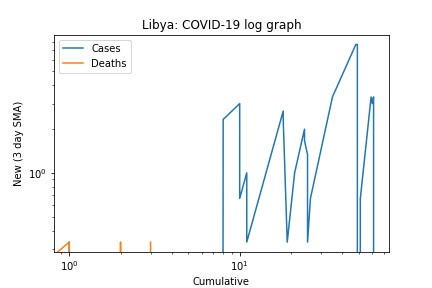 Libya: COVID-19 log graph
Cases
Deaths
New (3 day SMA)
10⁰
10⁰
10¹
Cumulative